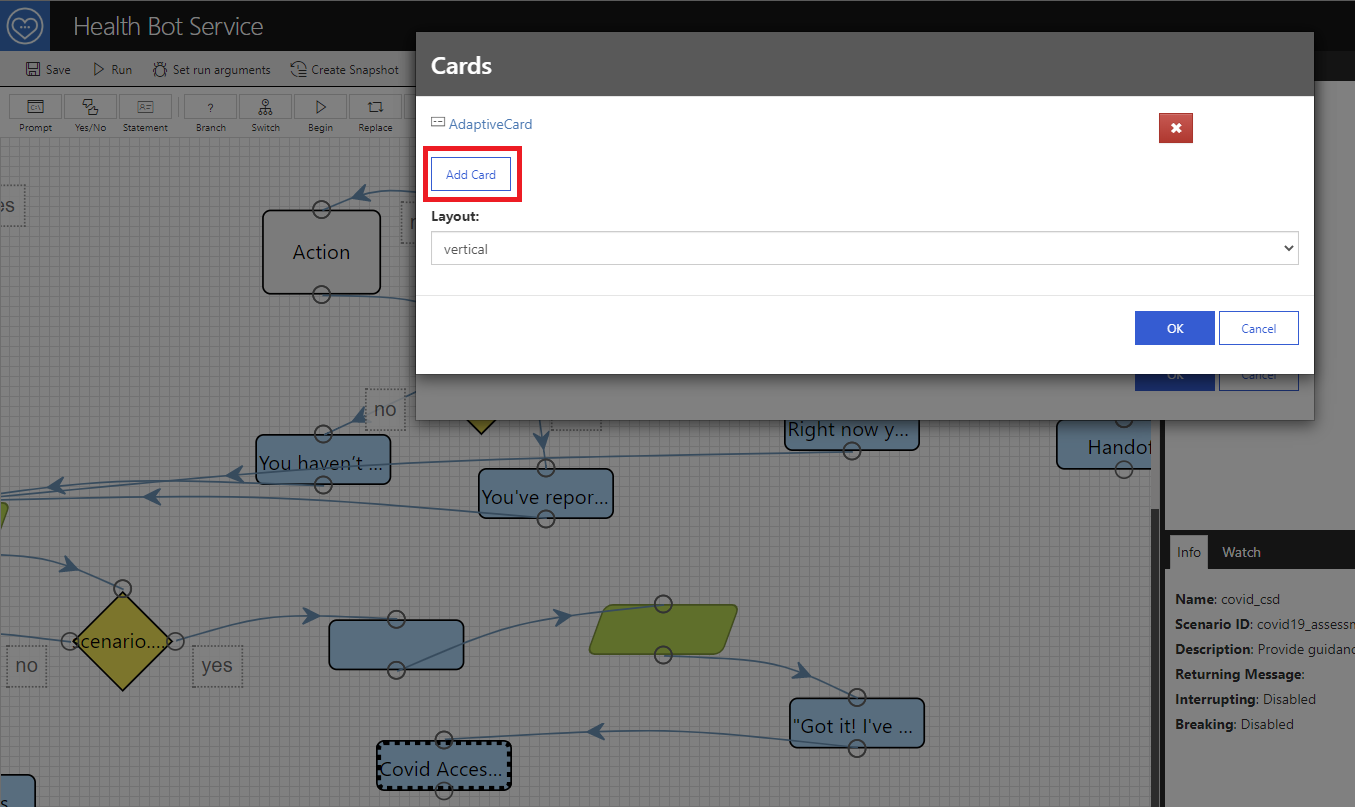 Health Bot Service
Save Run Set run arguments Create Snapshot
Prompt Yes/No Statement Branch Switch Begin Replace
Cards
AdaptiveCard
Add Card
Layout:
vertical
OK Cancel
OK Cancel
es
Action
no
You haven't ...
You've repor...
Right now y...
Handof
cenario....
no
yes
"Got it! I've ...
Covid Acces...
s
Info Watch
Name: covid_csd
Scenario ID: covid19_assessm
Description: Provide guidanc
Returning Message:
Interrupting: Disabled
Breaking: Disabled